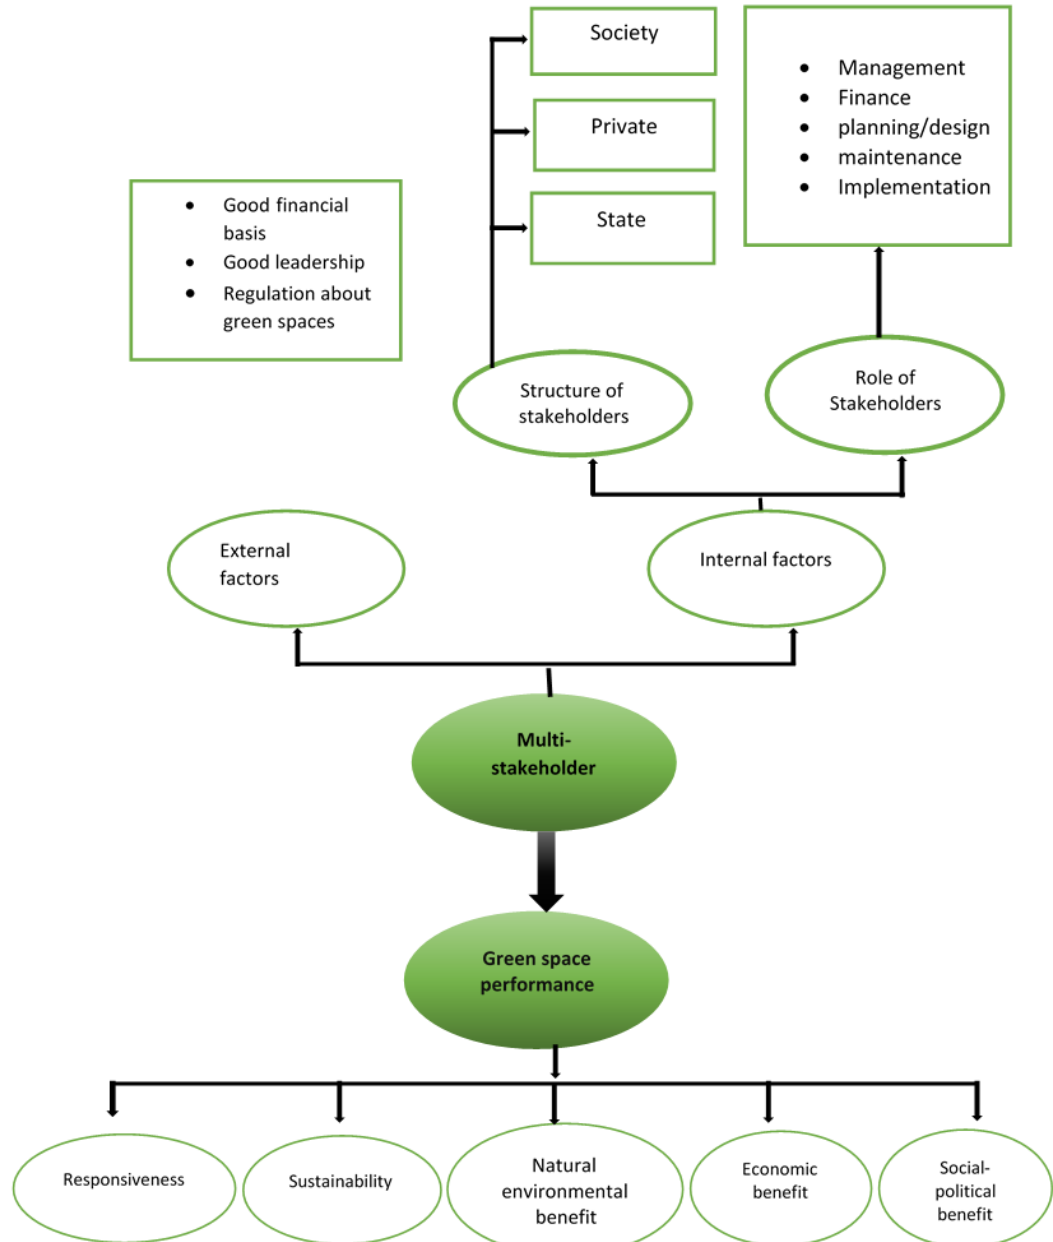 Society
Private
State
Management
Finance
planning/design
maintenance
Implementation
Good financial
basis
Good leadership
Regulation about
green spaces
Structure of
stakeholders
Role of
Stakeholders
External
factors
Internal factors
Multi-
stakeholder
Green space
performance
Responsiveness
Sustainability
Natural
environmental
benefit
Economic
benefit
Social-
political
benefit